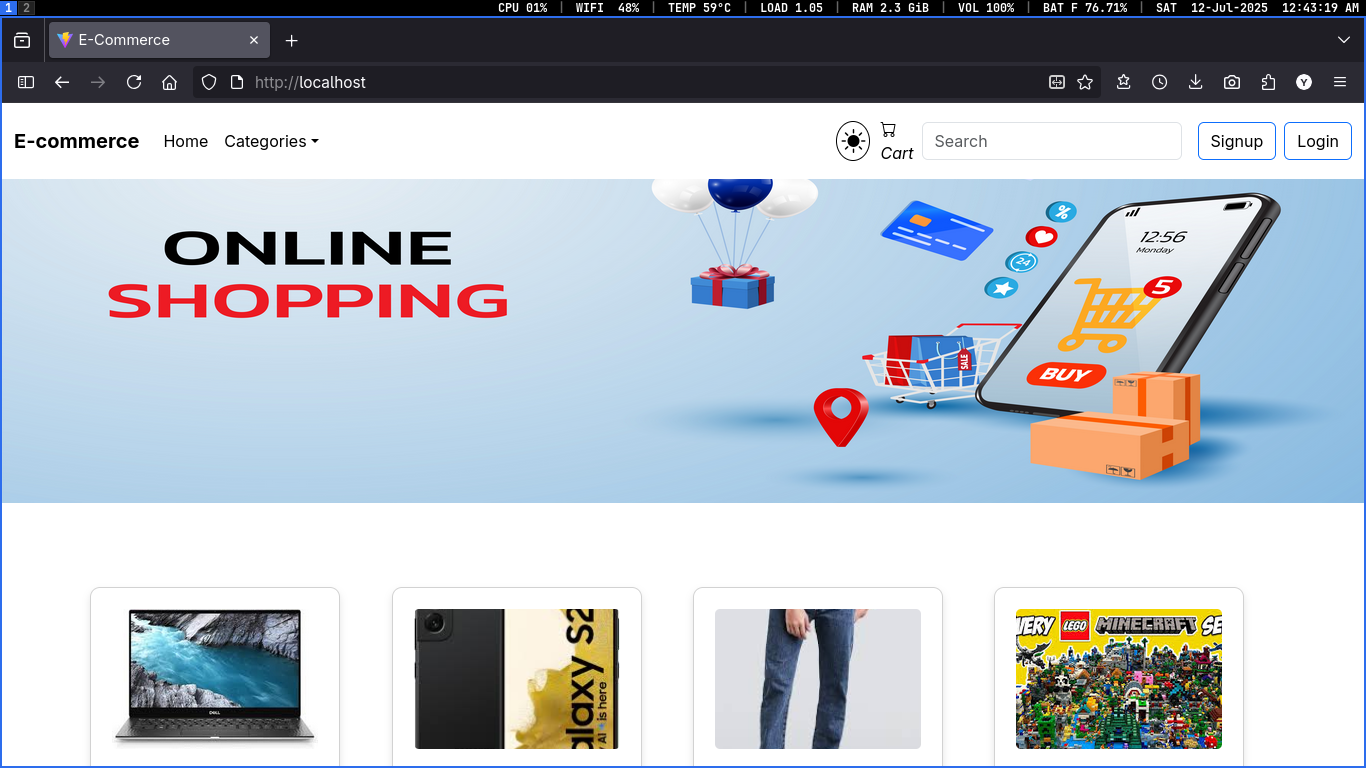 1 2 CPU 01% | WIFI 48% | TEMP 59°C | LOAD 1.05 | RAM 2.3 GiB | VOL 100% | BAT F 76.71% | SAT 12-Jul-2025 12:43:19 AM
E-Commerce
http://localhost
Y
E-commerce Home Categories Cart Search Signup Login
ONLINE
SHOPPING
%
24
12:56
Monday
5
SALE
BUY
DELL
Galaxy S2
AI is here
VERY LEGO MINECRAFT SE